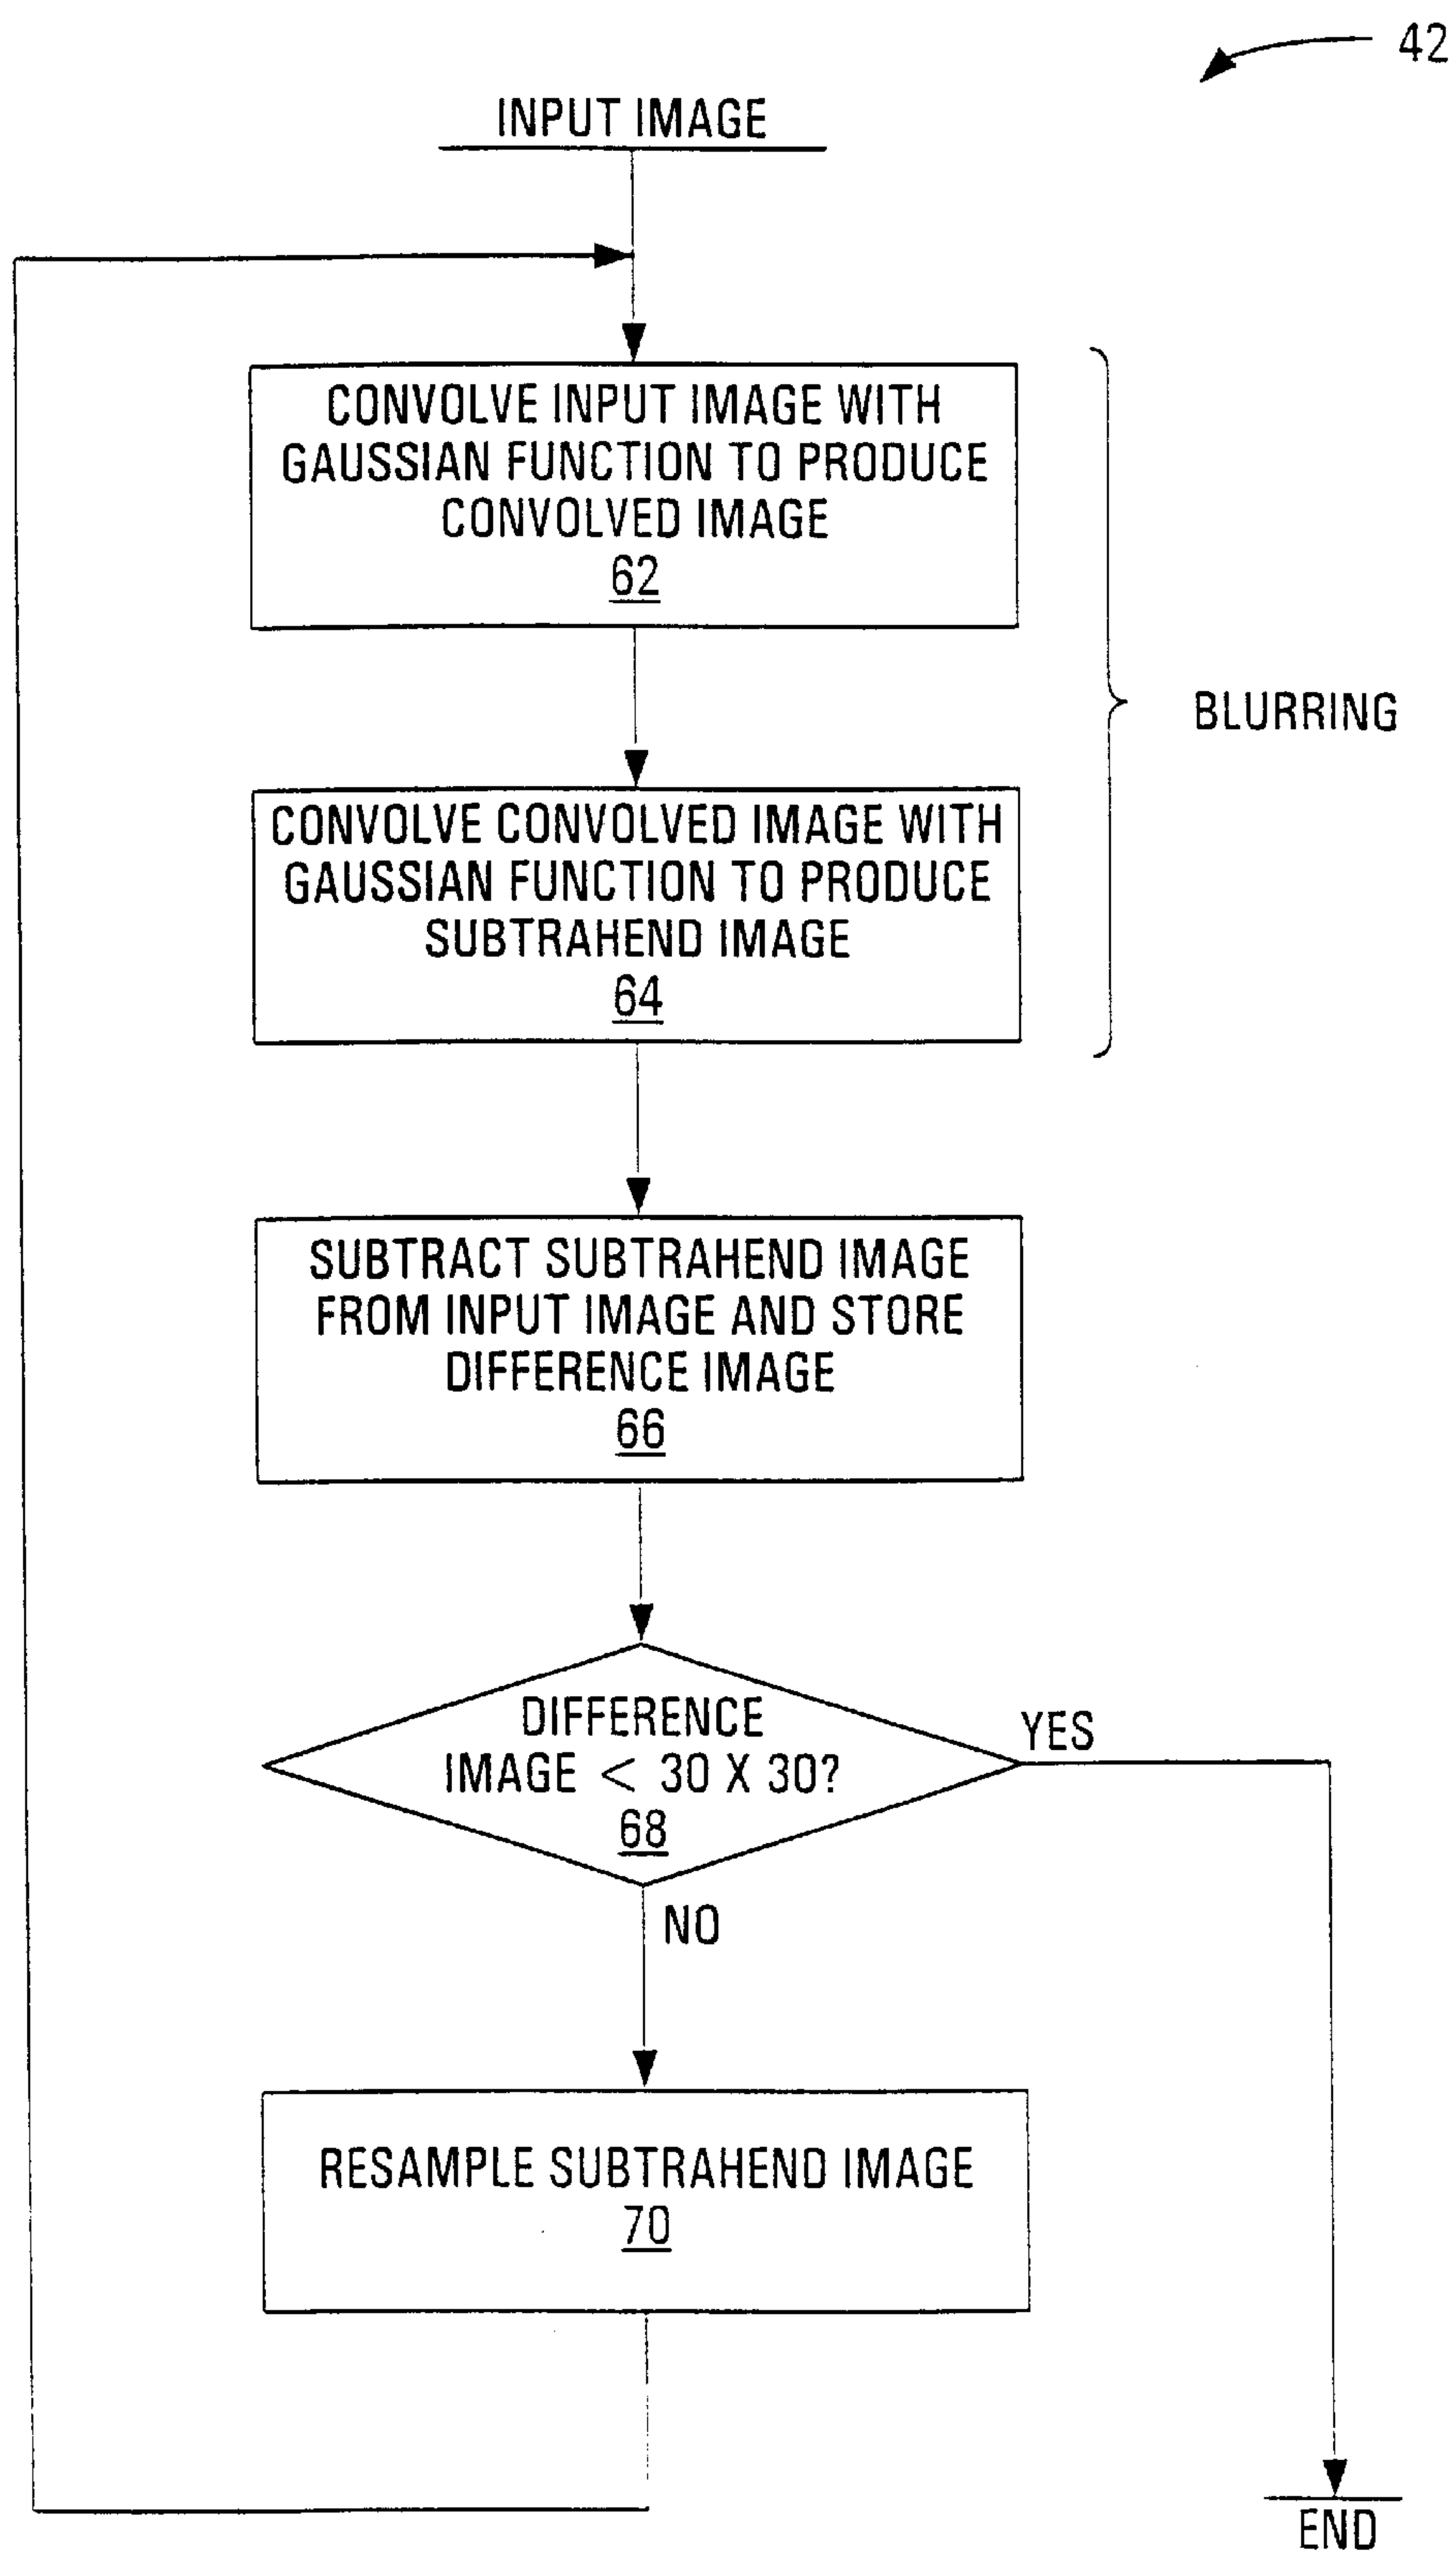 42
INPUT IMAGE
CONVOLVE INPUT IMAGE WITH
GAUSSIAN FUNCTION TO PRODUCE
CONVOLVED IMAGE
62
BLURRING
CONVOLVE CONVOLVED IMAGE WITH
GAUSSIAN FUNCTION TO PRODUCE
SUBTRAHEND IMAGE
64
SUBTRACT SUBTRAHEND IMAGE
FROM INPUT IMAGE AND STORE
DIFFERENCE IMAGE
66
DIFFERENCE
IMAGE < 30 X 30?
68
YES
NO
RESAMPLE SUBTRAHEND IMAGE
70
END